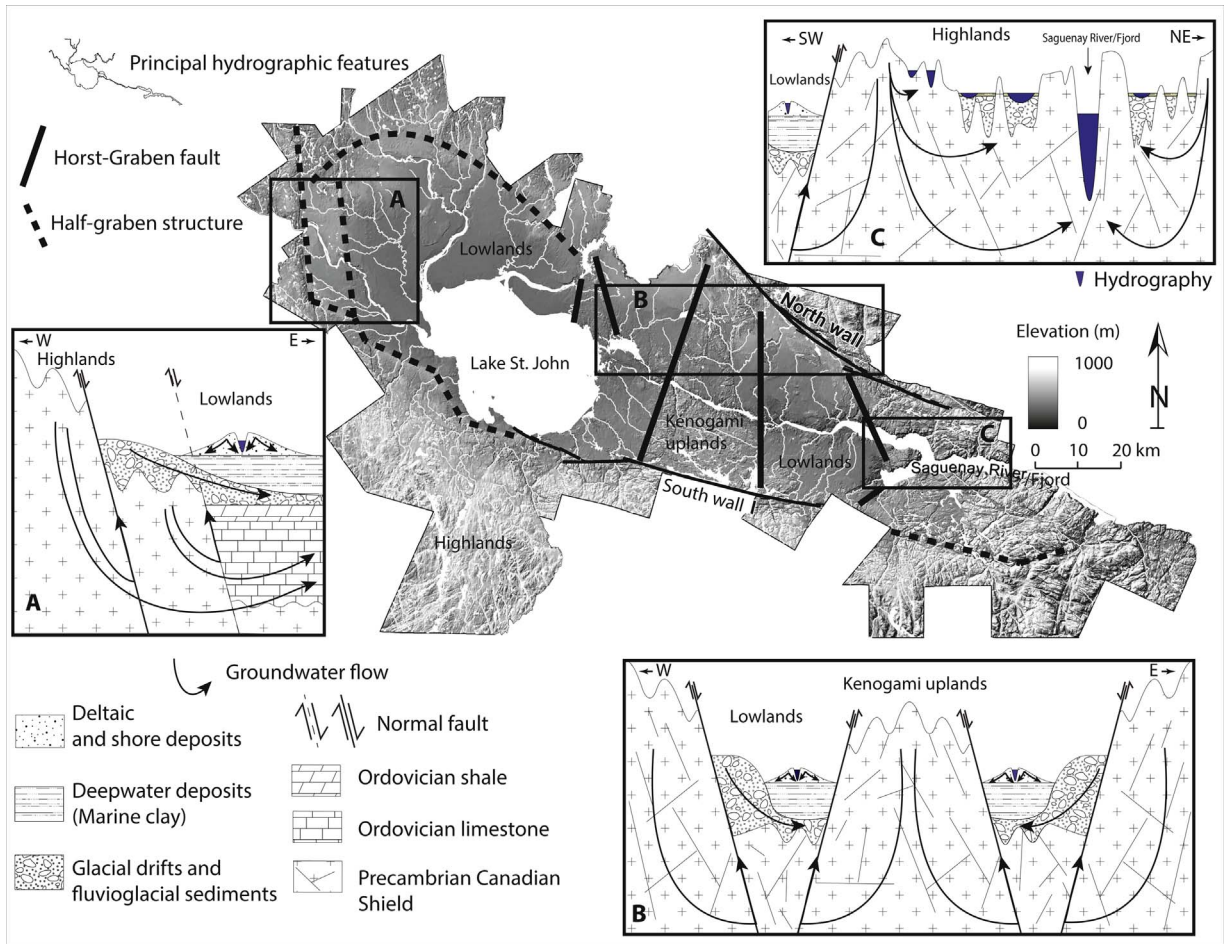 Principal hydrographic features
Horst-Graben fault
Half-graben structure
A
Lowlands
B
Lake St. John
North wall
Kenogami
uplands
Lowlands
C
Saguenay River/Fjord
South wall
Highlands
SW
Highlands
Saguenay River/Fjord
NE
Lowlands
C
Hydrography
Elevation (m)
1000
0
N
0 10 20 km
W
E
Highlands
Lowlands
A
Groundwater flow
Deltaic
and shore deposits
Deepwater deposits
(Marine clay)
Glacial drifts and
fluvioglacial sediments
Normal fault
Ordovician shale
Ordovician limestone
Precambrian Canadian
Shield
W
Kenogami uplands
E
Lowlands
B